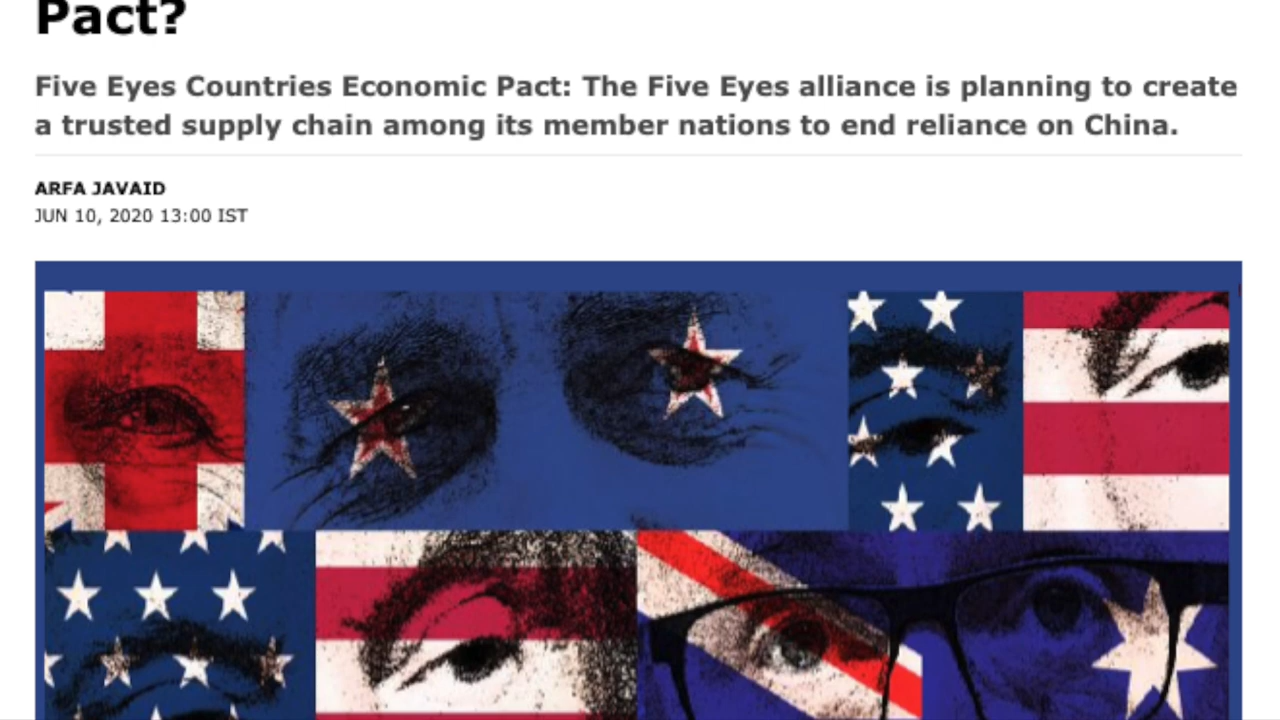 Pact?
Five Eyes Countries Economic Pact: The Five Eyes alliance is planning to create
a trusted supply chain among its member nations to end reliance on China.
ARFA JAVAID
JUN 10, 2020 13:00 IST